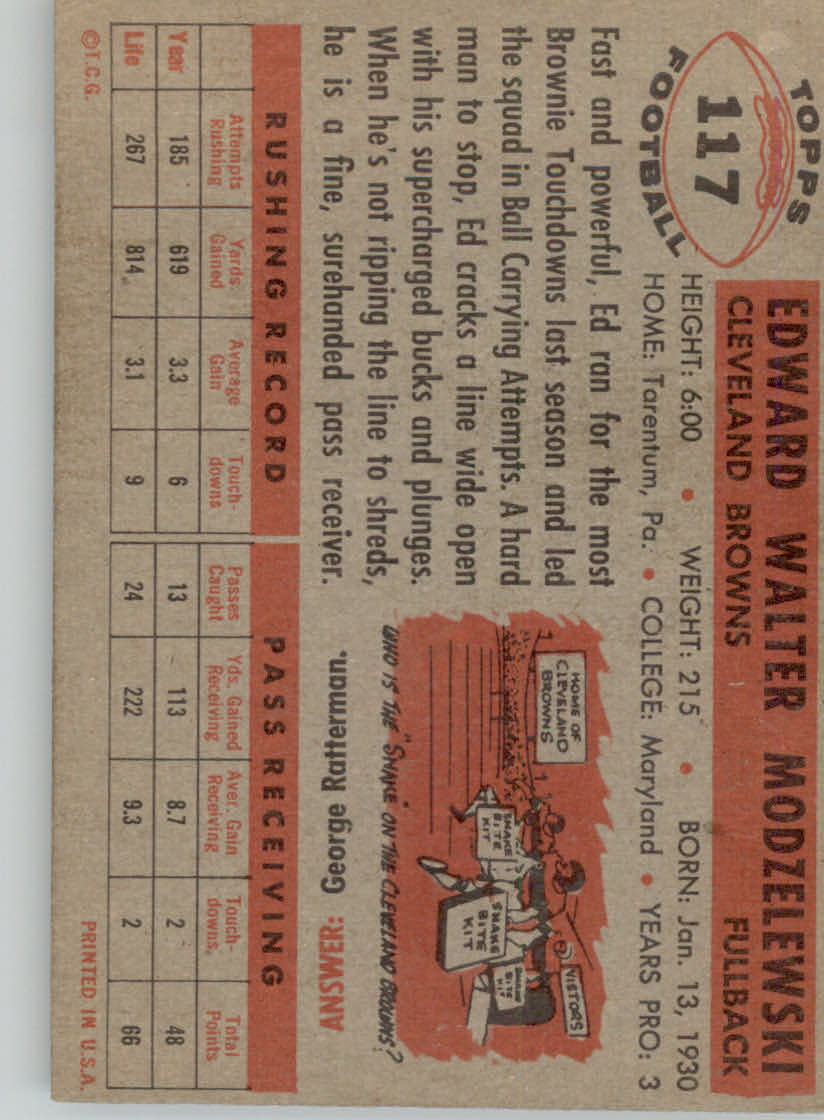 TOPPS
117
FOOTBALL
EDWARD WALTER MODZELEWSKI
CLEVELAND BROWNS FULLBACK
HEIGHT: 6:00 • WEIGHT: 215 • BORN: Jan. 13, 1930
HOME: Tarentum, Pa. • COLLEGE: Maryland • YEARS PRO: 3
Fast and powerful, Ed ran for the most
Brownie Touchdowns last season and led
the squad in Ball Carrying Attempts. A hard
man to stop, Ed cracks a line wide open
with his supercharged bucks and plunges.
When he's not ripping the line to shreds,
he is a fine, surehanded pass receiver.
HOME OF
CLEVELAND
BROWNS
VISITORS
SNAKE
BITE
KIT
SNAKE
BITE
KIT
SNAKE
BITE
KIT
WHO IS THE "SNAKE" ON THE CLEVELAND BROWNS?
ANSWER: George Ratterman.
RUSHING RECORD PASS RECEIVING
Attempts Rushing Yards Gained Average Gain Touch-downs Passes Caught Yds. Gained Receiving Aver. Gain Receiving Touch-downs. Total Points
Year 185 619 3.3 6 13 113 8.7 2 48
Life 267 814 3.1 9 24 222 9.3 2 66
©T.C.G. PRINTED IN U.S.A.